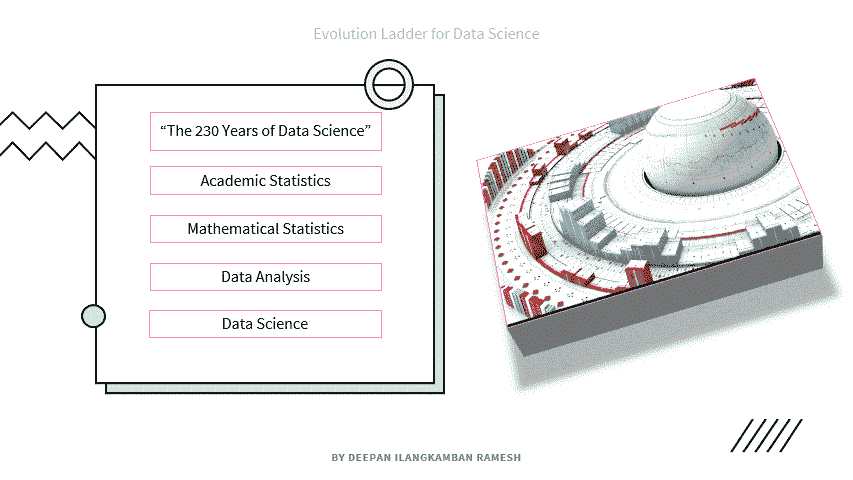 Evolution Ladder for Data Science
“The 230 Years of Data Science”
Academic Statistics
Mathematical Statistics
Data Analysis
Data Science
BY DEEPAN ILANGKAMBAN RAMESH